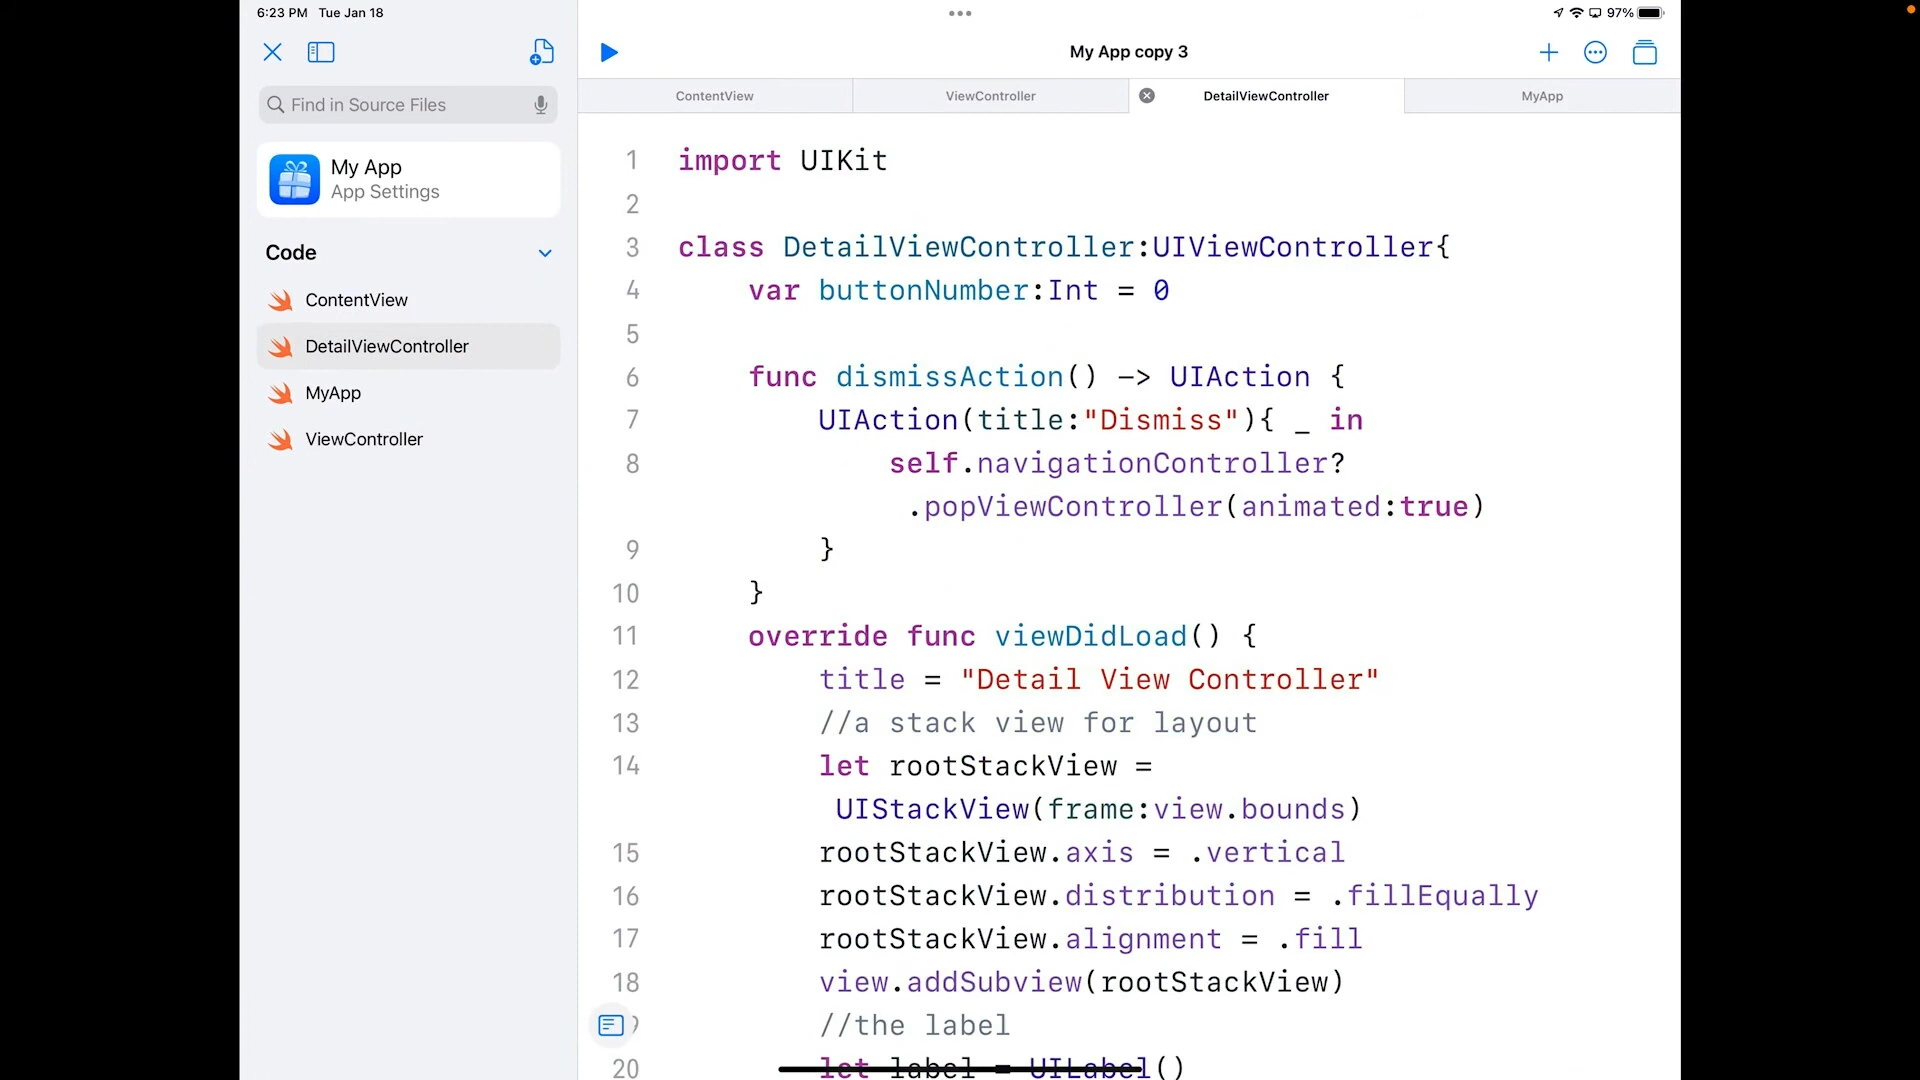 6:23 PM Tue Jan 18
97%
My App copy 3
Find in Source Files
ContentView
ViewController
DetailViewController
MyApp
My App
App Settings
Code
ContentView
DetailViewController
MyApp
ViewController
1 import UIKit
2
3 class DetailViewController:UIViewController{
4 var buttonNumber:Int = 0
5
6 func dismissAction() -> UIAction {
7 UIAction(title:"Dismiss"){ _ in
8 self.navigationController?
.popViewController(animated:true)
9 }
10 }
11 override func viewDidLoad() {
12 title = "Detail View Controller"
13 //a stack view for layout
14 let rootStackView =
UIStackView(frame:view.bounds)
15 rootStackView.axis = .vertical
16 rootStackView.distribution = .fillEqually
17 rootStackView.alignment = .fill
18 view.addSubview(rootStackView)
//the label
20 let label = UILabel()